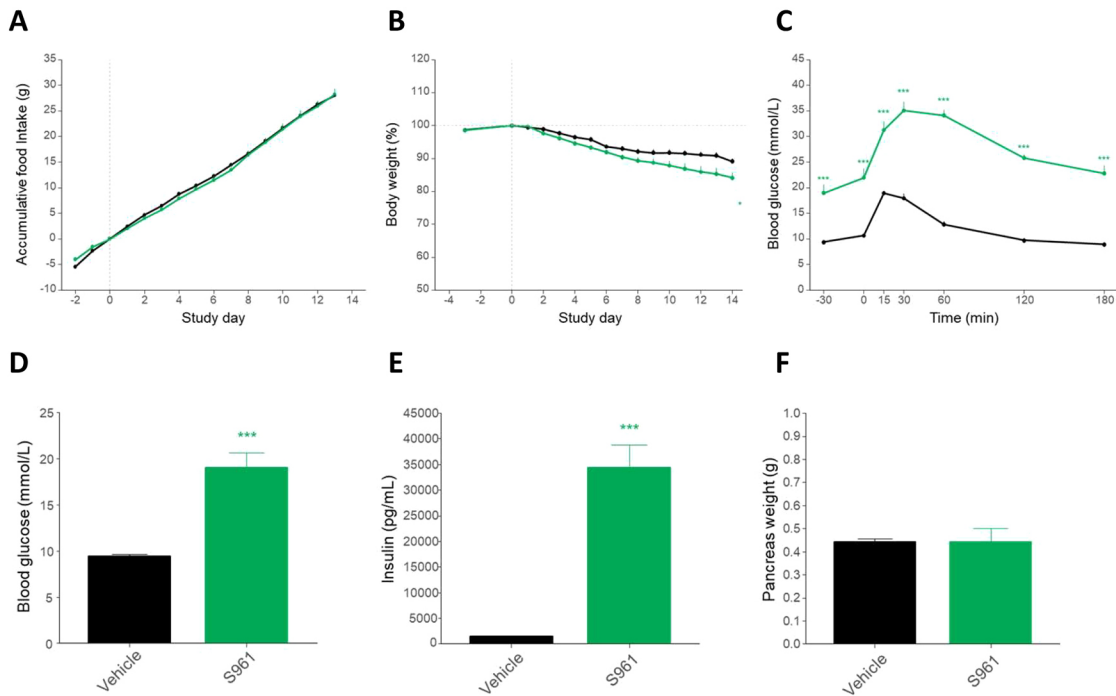 A
Accumulative food Intake (g)
35
30
25
20
15
10
5
0
-5
-10
-2 0 2 4 6 8 10 12 14
Study day
B
Body weight (%)
120
110
100
90
80
70
60
50
*
-4 -2 0 2 4 6 8 10 12 14
Study day
C
Blood glucose (mmol/L)
45
40
35
30
25
20
15
10
5
0
*** *** *** *** *** *** ***
-30 0 15 30 60 120 180
Time (min)
D
Blood glucose (mmol/L)
25
20
15
10
5
0
***
Vehicle S961
E
Insulin (pg/mL)
45000
40000
35000
30000
25000
20000
15000
10000
5000
0
***
Vehicle S961
F
Pancreas weight (g)
1.0
0.9
0.8
0.7
0.6
0.5
0.4
0.3
0.2
0.1
0.0
Vehicle S961